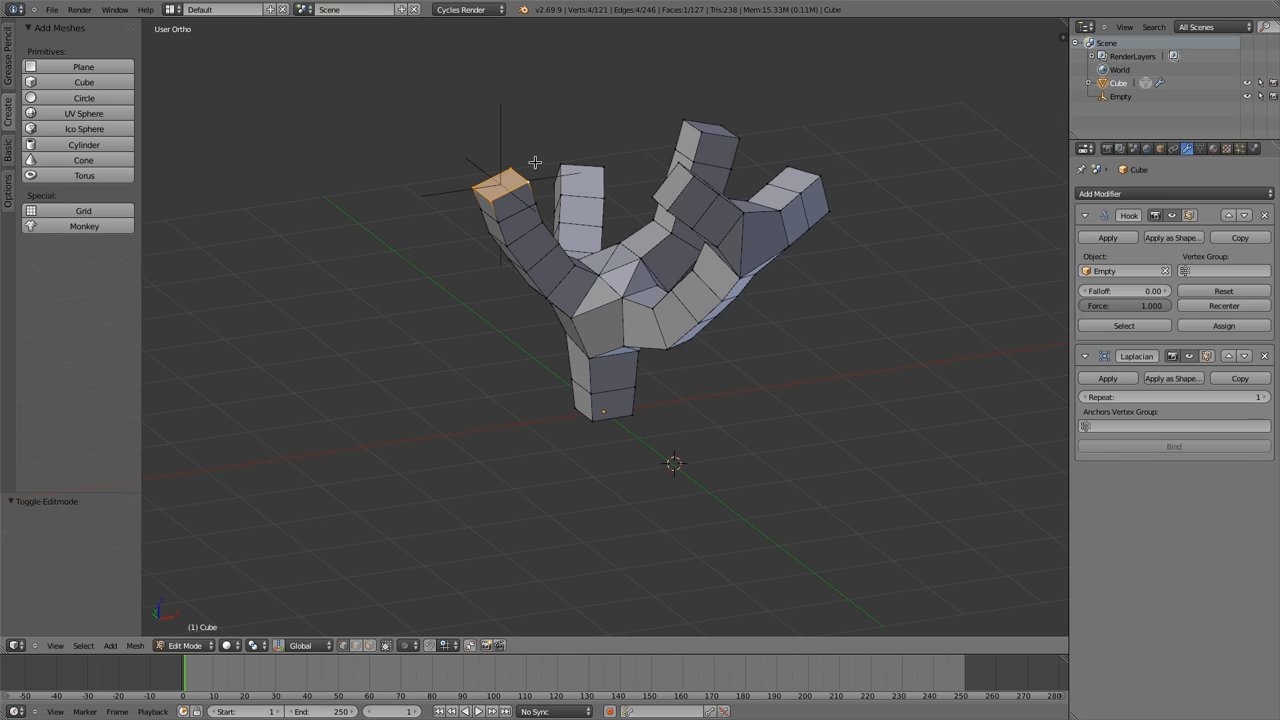 File Render Window Help Default Scene Cycles Render v2.69.9 | Verts:4/121 | Edges:4/246 | Faces:1/127 | Tris:238 | Mem:15.33M (0.11M) | Cube
View Search All Scenes
Add Meshes
Primitives:
Plane
Cube
Circle
UV Sphere
Ico Sphere
Cylinder
Cone
Torus
Special:
Grid
Monkey
Toggle Editmode
Grease Pencil
Create
Basic
Options
User Ortho
(1) Cube
Scene
RenderLayers
World
Cube
Empty
Cube
Add Modifier
Hook
Apply Apply as Shape... Copy
Object: Vertex Group:
Empty
Falloff: 0.00 Reset
Force: 1.000 Recenter
Select Assign
Laplacian
Apply Apply as Shape... Copy
Repeat: 1
Anchors Vertex Group:
Bind
View Select Add Mesh Edit Mode Global
-50 -40 -30 -20 -10 0 10 20 30 40 50 60 70 80 90 100 110 120 130 140 150 160 170 180 190 200 210 220 230 240 250 260 270 280
View Marker Frame Playback Start: 1 End: 250 1 No Sync